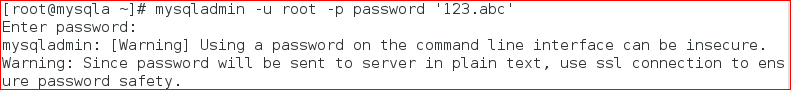 [root@mysqla ~]# mysqladmin -u root -p password '123.abc'
Enter password:
mysqladmin: [Warning] Using a password on the command line interface can be insecure.
Warning: Since password will be sent to server in plain text, use ssl connection to ens
ure password safety.